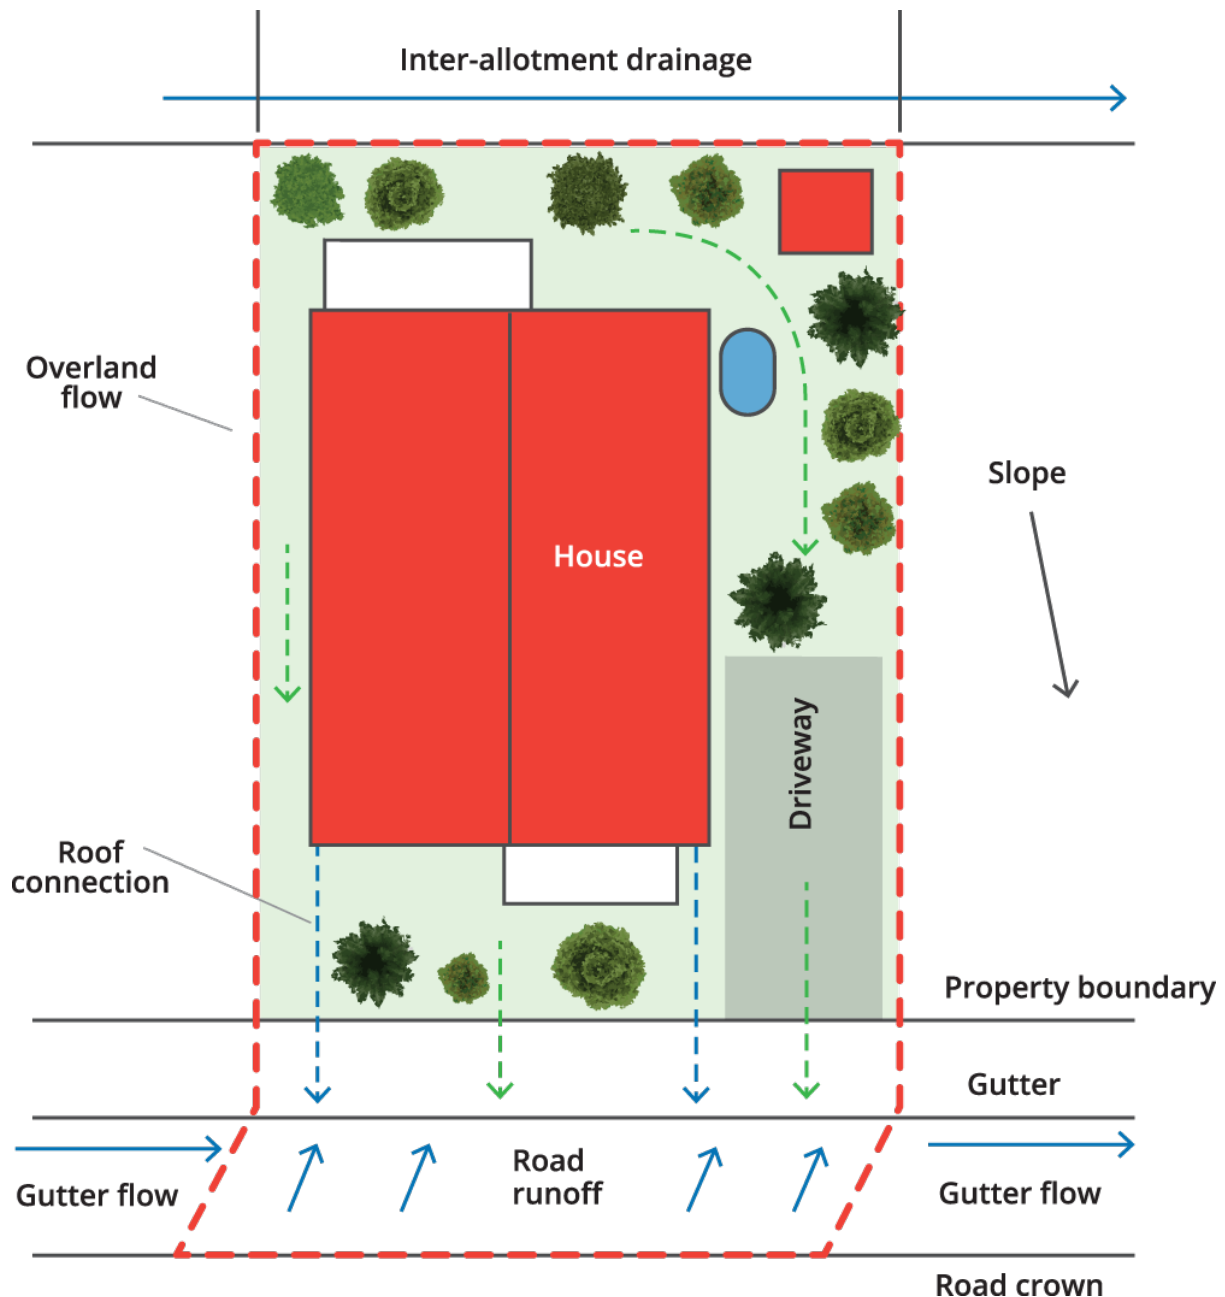 Inter-allotment drainage
Overland
flow
Slope
House
Driveway
Roof
connection
Property boundary
Gutter
Road
runoff
Gutter flow
Gutter flow
Road crown